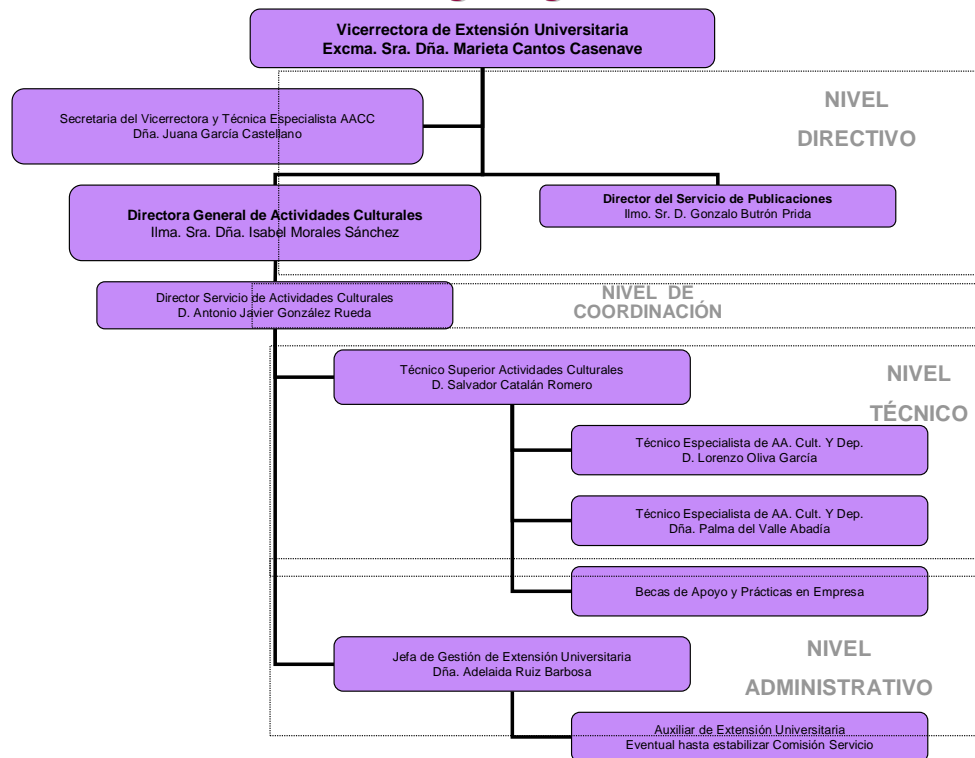 Vicerrectora de Extensión Universitaria
Excma. Sra. Dña. Marieta Cantos Casenave
NIVEL
DIRECTIVO
Secretaria del Vicerrectora y Técnica Especialista AACC
Dña. Juana García Castellano
Directora General de Actividades Culturales
Ilma. Sra. Dña. Isabel Morales Sánchez
Director del Servicio de Publicaciones
Ilmo. Sr. D. Gonzalo Butrón Prida
Director Servicio de Actividades Culturales
D. Antonio Javier González Rueda
NIVEL DE
COORDINACIÓN
Técnico Superior Actividades Culturales
D. Salvador Catalán Romero
NIVEL
TÉCNICO
Técnico Especialista de AA. Cult. Y Dep.
D. Lorenzo Oliva García
Técnico Especialista de AA. Cult. Y Dep.
Dña. Palma del Valle Abadía
Becas de Apoyo y Prácticas en Empresa
Jefa de Gestión de Extensión Universitaria
Dña. Adelaida Ruiz Barbosa
NIVEL
ADMINISTRATIVO
Auxiliar de Extensión Universitaria
Eventual hasta estabilizar Comisión Servicio